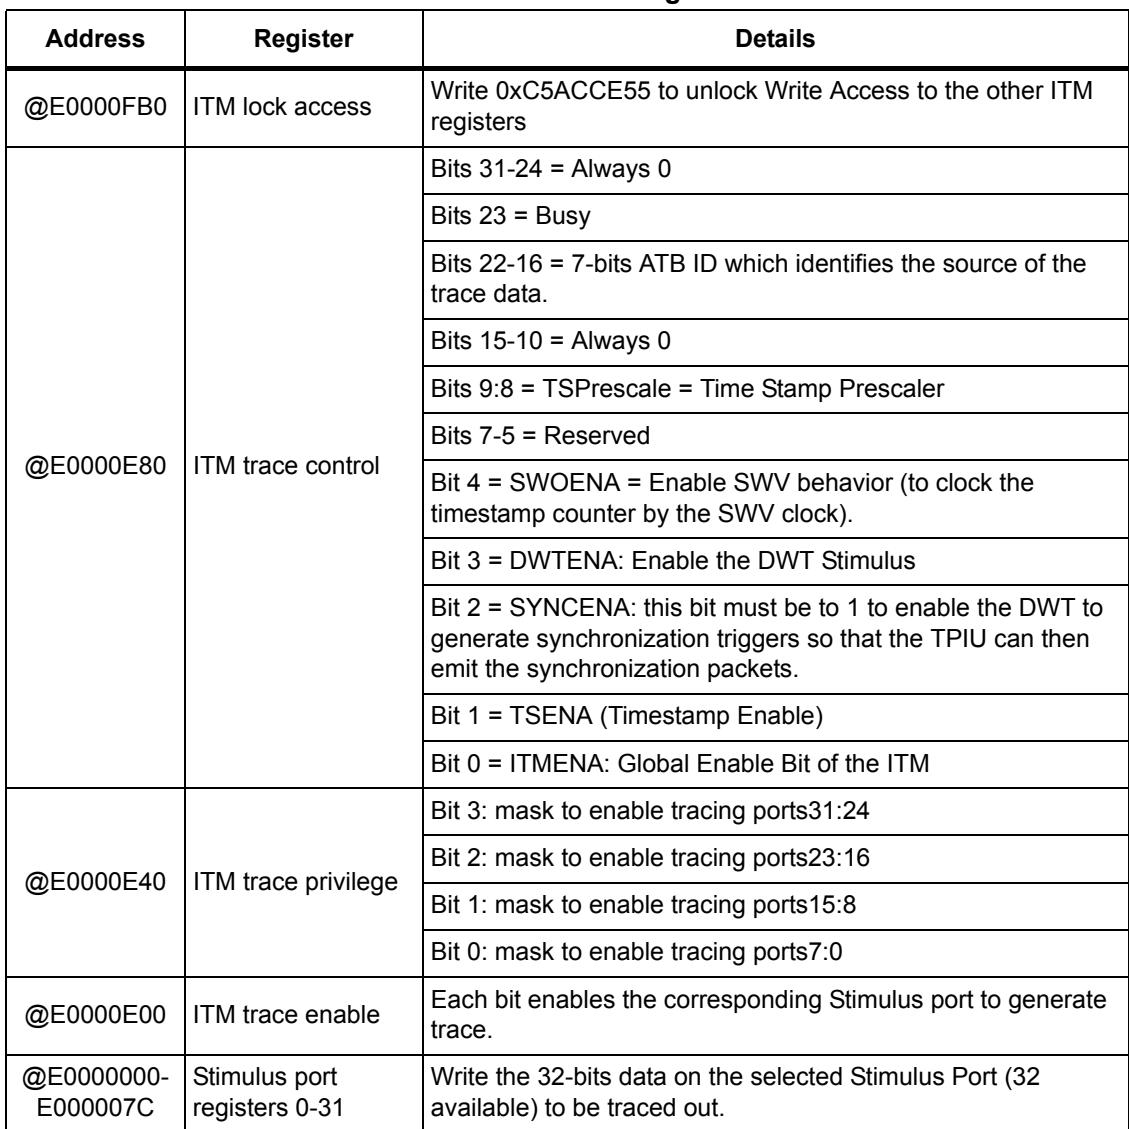 Address Register Details
@E0000FB0 ITM lock access Write 0xC5ACCE55 to unlock Write Access to the other ITM
registers
@E0000E80 ITM trace control
Bits 31-24 = Always 0
Bits 23 = Busy
Bits 22-16 = 7-bits ATB ID which identifies the source of the
trace data.
Bits 15-10 = Always 0
Bits 9:8 = TSPrescale = Time Stamp Prescaler
Bits 7-5 = Reserved
Bit 4 = SWOENA = Enable SWV behavior (to clock the
timestamp counter by the SWV clock).
Bit 3 = DWTENA: Enable the DWT Stimulus
Bit 2 = SYNCENA: this bit must be to 1 to enable the DWT to
generate synchronization triggers so that the TPIU can then
emit the synchronization packets.
Bit 1 = TSENA (Timestamp Enable)
Bit 0 = ITMENA: Global Enable Bit of the ITM
@E0000E40 ITM trace privilege
Bit 3: mask to enable tracing ports31:24
Bit 2: mask to enable tracing ports23:16
Bit 1: mask to enable tracing ports15:8
Bit 0: mask to enable tracing ports7:0
@E0000E00 ITM trace enable Each bit enables the corresponding Stimulus port to generate
trace.
@E0000000- Stimulus port Write the 32-bits data on the selected Stimulus Port (32
E000007C registers 0-31 available) to be traced out.